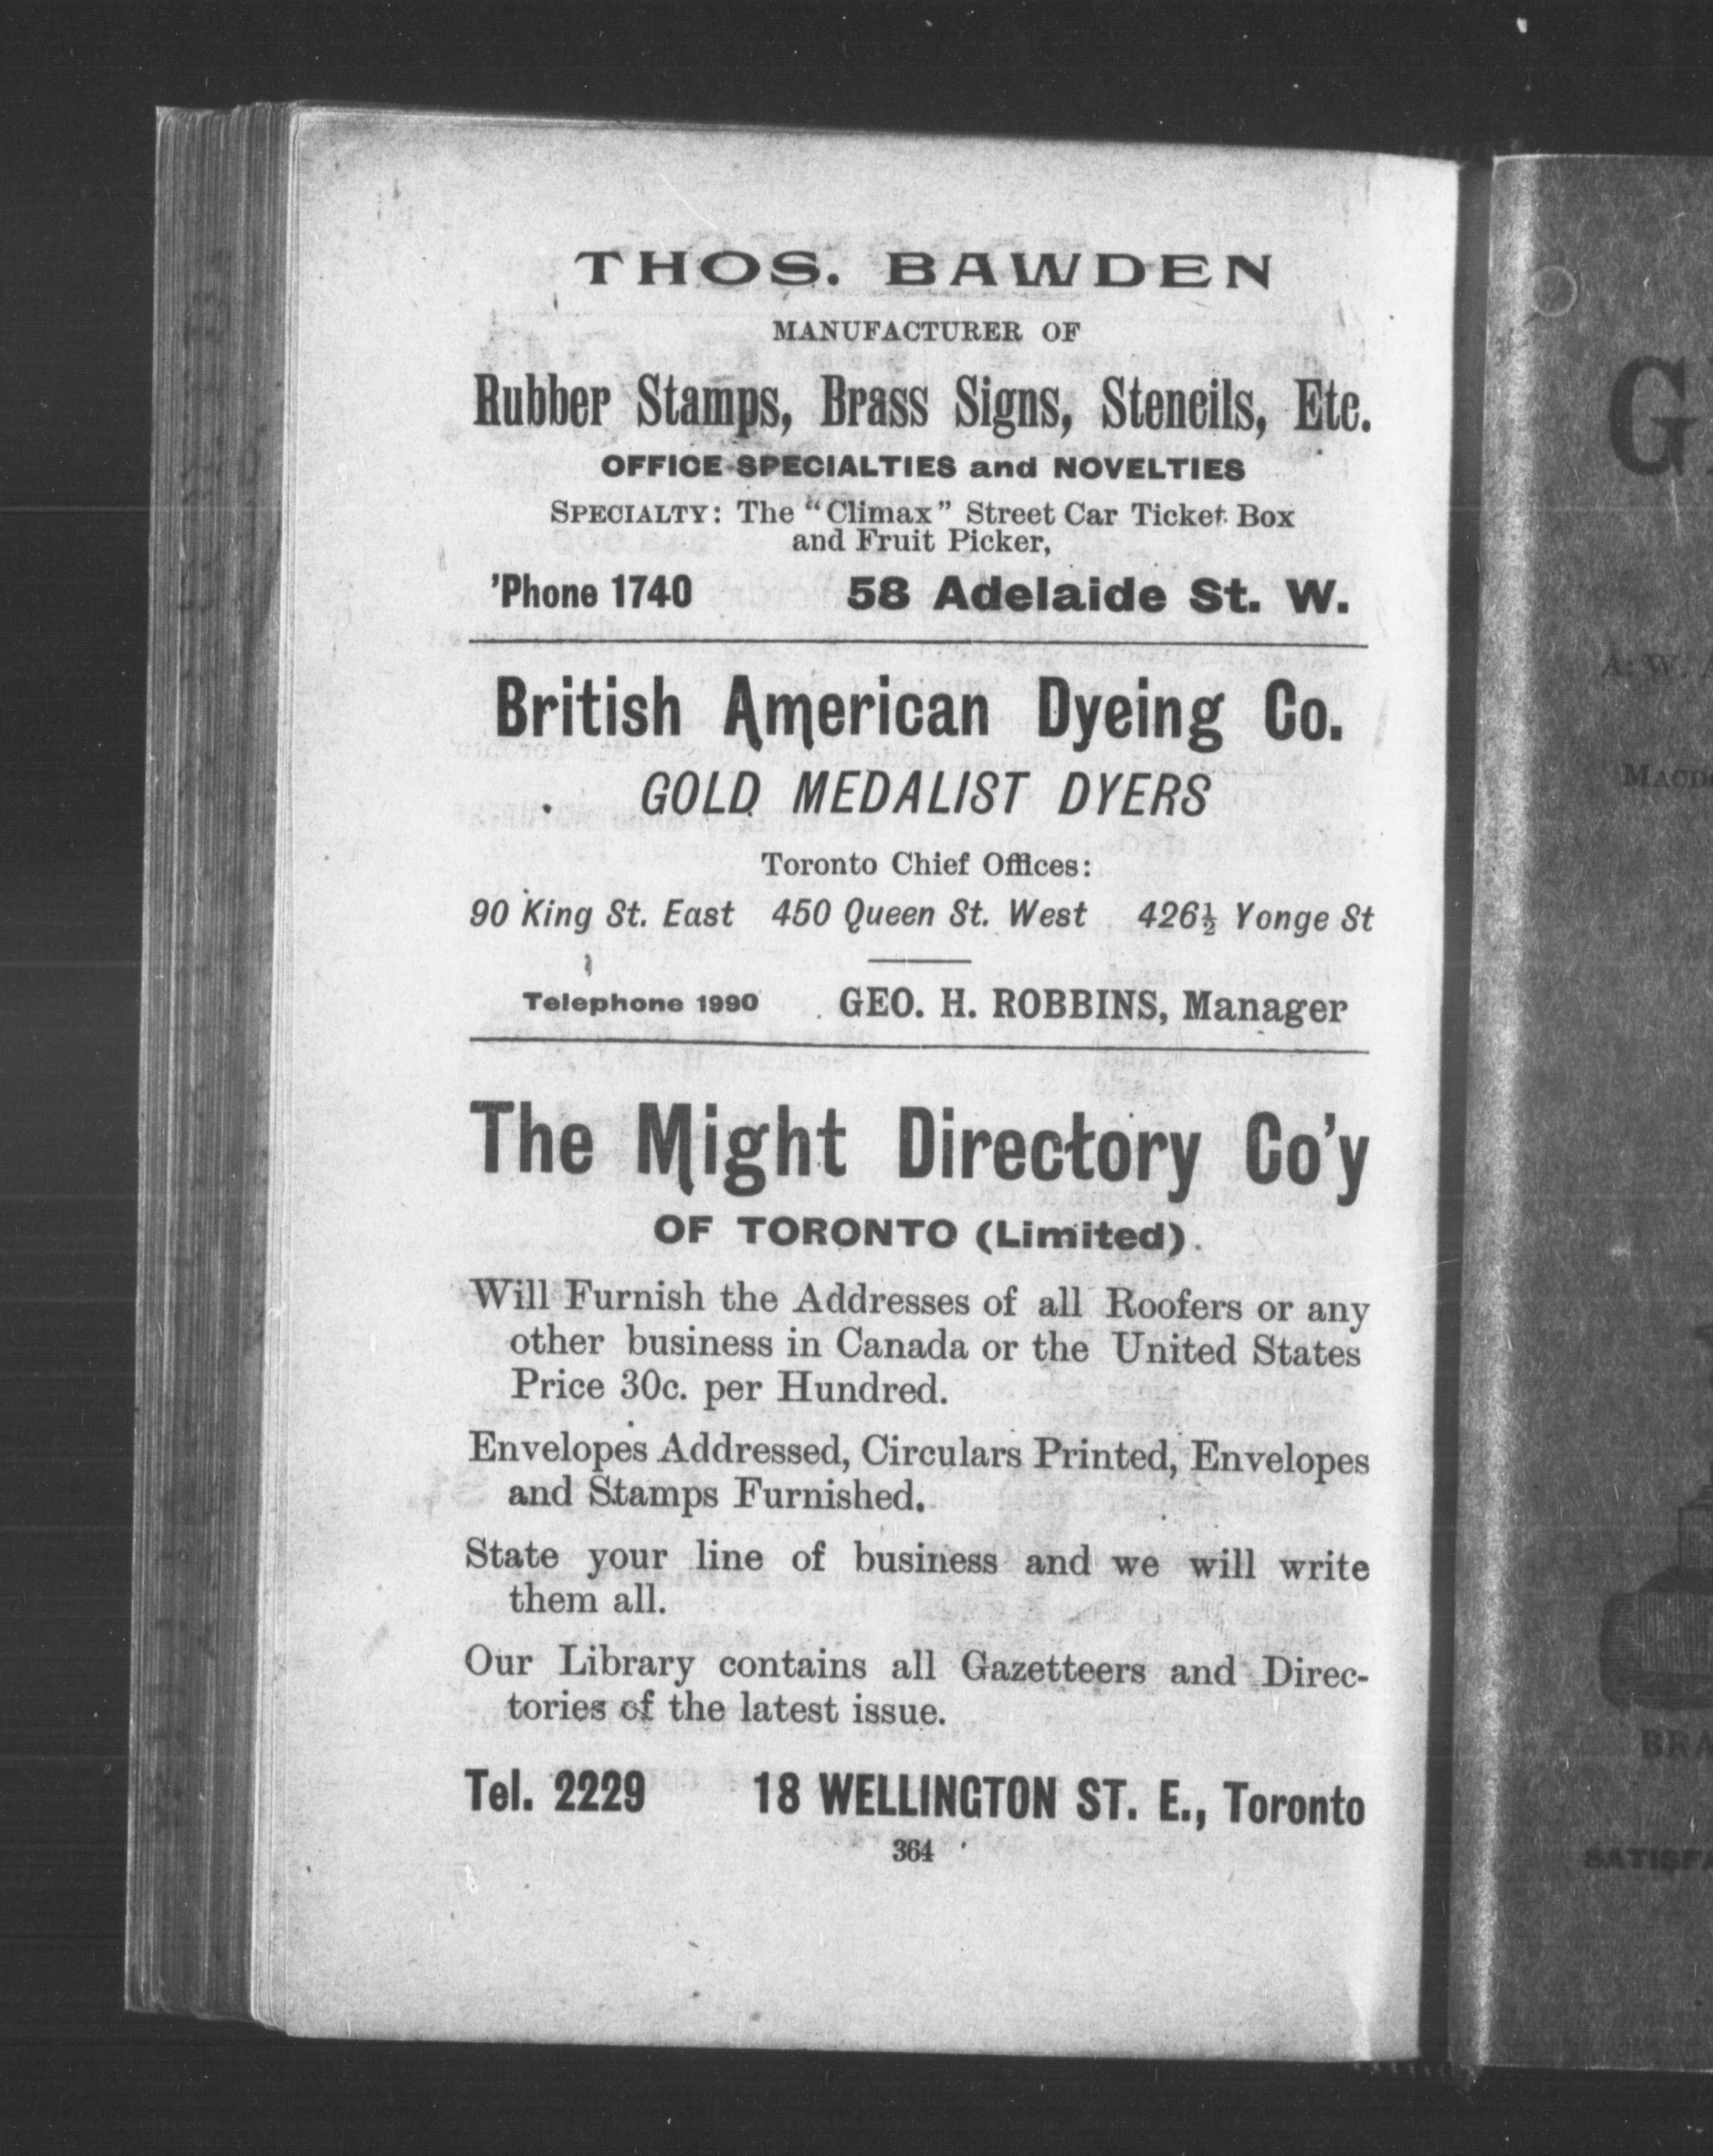 THOS. BAWDEN
MANUFACTURER OF
Rubber Stamps, Brass Signs, Stencils, Etc.
OFFICE SPECIALTIES and NOVELTIES
SPECIALTY: The "Climax" Street Car Ticket Box
and Fruit Picker,
'Phone 1740 58 Adelaide St. W.
British American Dyeing Co.
GOLD MEDALIST DYERS
Toronto Chief Offices:
90 King St. East 450 Queen St. West 426½ Yonge St
Telephone 1990 GEO. H. ROBBINS, Manager
The Might Directory Co'y
OF TORONTO (Limited).
Will Furnish the Addresses of all Roofers or any
other business in Canada or the United States
Price 30c. per Hundred.
Envelopes Addressed, Circulars Printed, Envelopes
and Stamps Furnished.
State your line of business and we will write
them all.
Our Library contains all Gazetteers and Direc-
tories of the latest issue.
Tel. 2229 18 WELLINGTON ST. E., Toronto
364
G
A. W.
MACD
BRA
SATISF